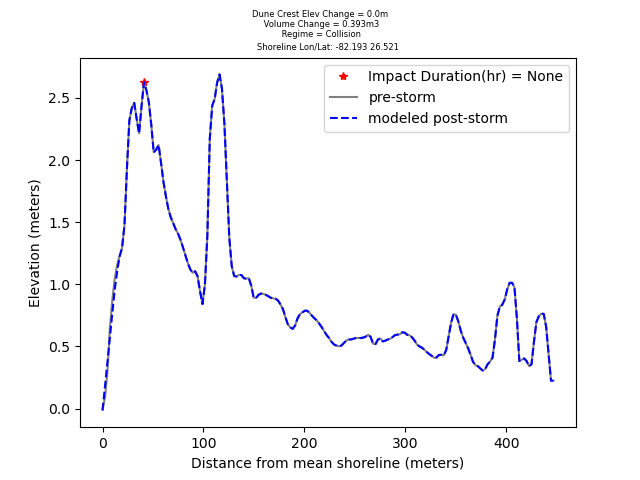 Dune Crest Elev Change = 0.0m
Volume Change = 0.393m3
Regime = Collision
Shoreline Lon/Lat: -82.193 26.521
Impact Duration(hr) = None
pre-storm
modeled post-storm
Elevation (meters)
2.5
2.0
1.5
1.0
0.5
0.0
0 100 200 300 400
Distance from mean shoreline (meters)